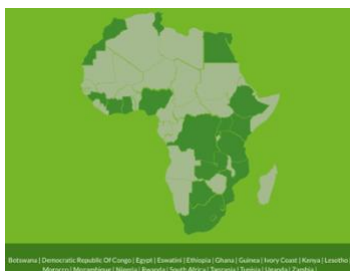 Botswana | Democratic Republic Of Congo | Egypt | Eswatini | Ethiopia | Ghana | Guinea | Ivory Coast | Kenya | Lesotho
Morocco | Mozambique | Nigeria | Rwanda | South Africa | Tanzania | Tunisia | Uganda | Zambia |